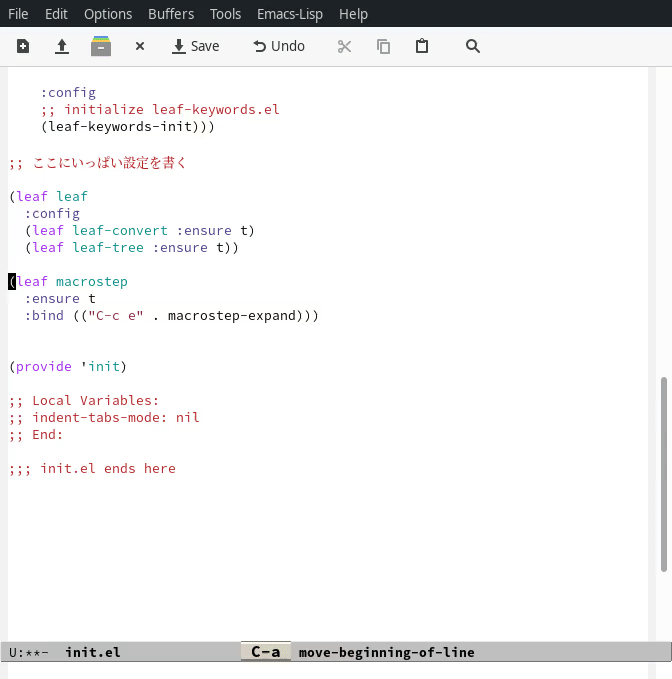 File Edit Options Buffers Tools Emacs-Lisp Help
Save Undo
:config
;; initialize leaf-keywords.el
(leaf-keywords-init)))
;; ここにいっぱい設定を書く
(leaf leaf
:config
(leaf leaf-convert :ensure t)
(leaf leaf-tree :ensure t))
(leaf macrostep
:ensure t
:bind (("C-c e" . macrostep-expand)))
(provide 'init)
;; Local Variables:
;; indent-tabs-mode: nil
;; End:
;;; init.el ends here
U:**- init.el C-a move-beginning-of-line